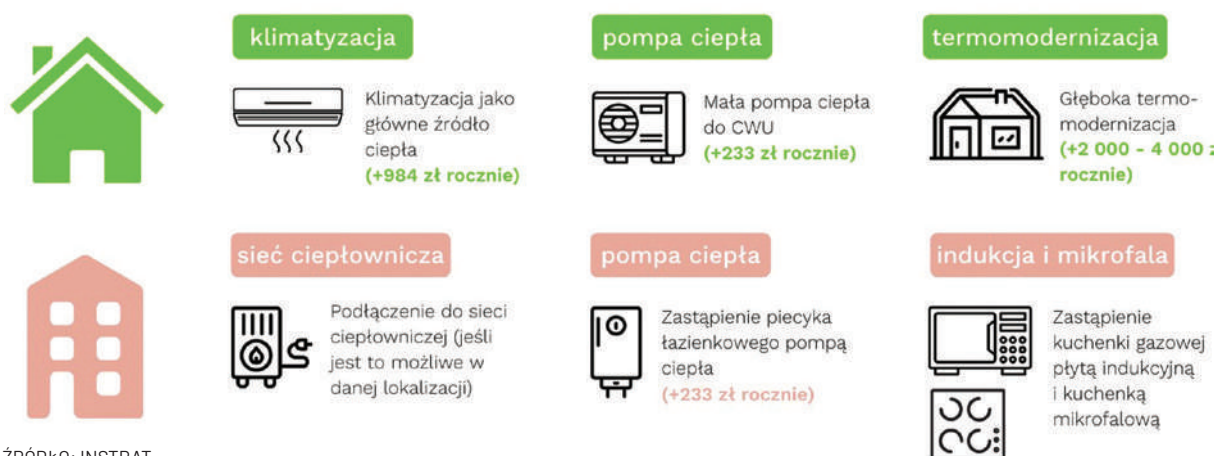 klimatyzacja
Klimatyzacja jako
główne źródło
ciepła
(+984 zł rocznie)
pompa ciepła
Mała pompa ciepła
do CWU
(+233 zł rocznie)
termomodernizacja
Głęboka termo-
modernizacja
(+2 000 - 4 000 z
rocznie)
sieć ciepłownicza
Podłączenie do sieci
ciepłowniczej (jeśli
jest to możliwe w
danej lokalizacji)
pompa ciepła
Zastąpienie piecyka
łazienkowego pompą
ciepła
(+233 zł rocznie)
indukcja i mikrofala
Zastąpienie
kuchenki gazowej
płytą indukcyjną
i kuchenką
mikrofalową
ŹRÓDŁO: INSTRAT